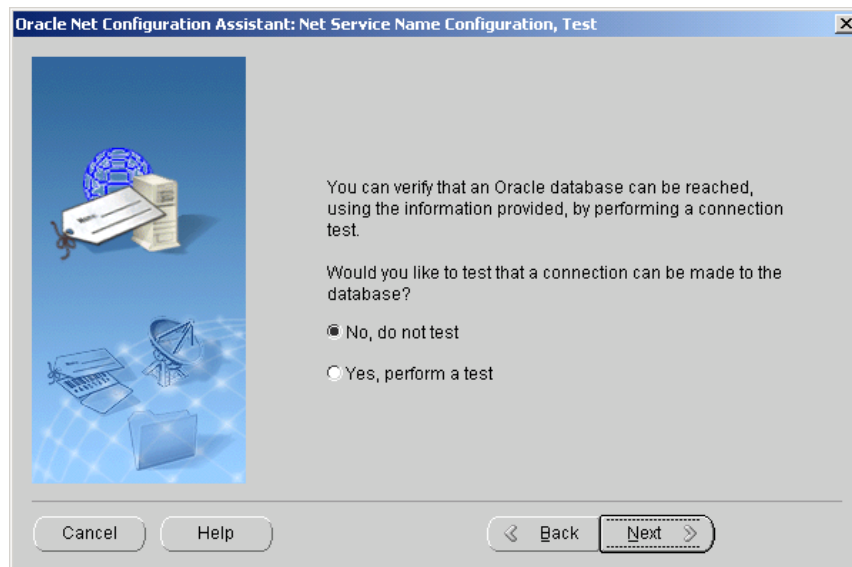 Oracle Net Configuration Assistant: Net Service Name Configuration, Test
You can verify that an Oracle database can be reached,
using the information provided, by performing a connection
test.
Would you like to test that a connection can be made to the
database?
No, do not test
Yes, perform a test
Cancel
Help
Back
Next